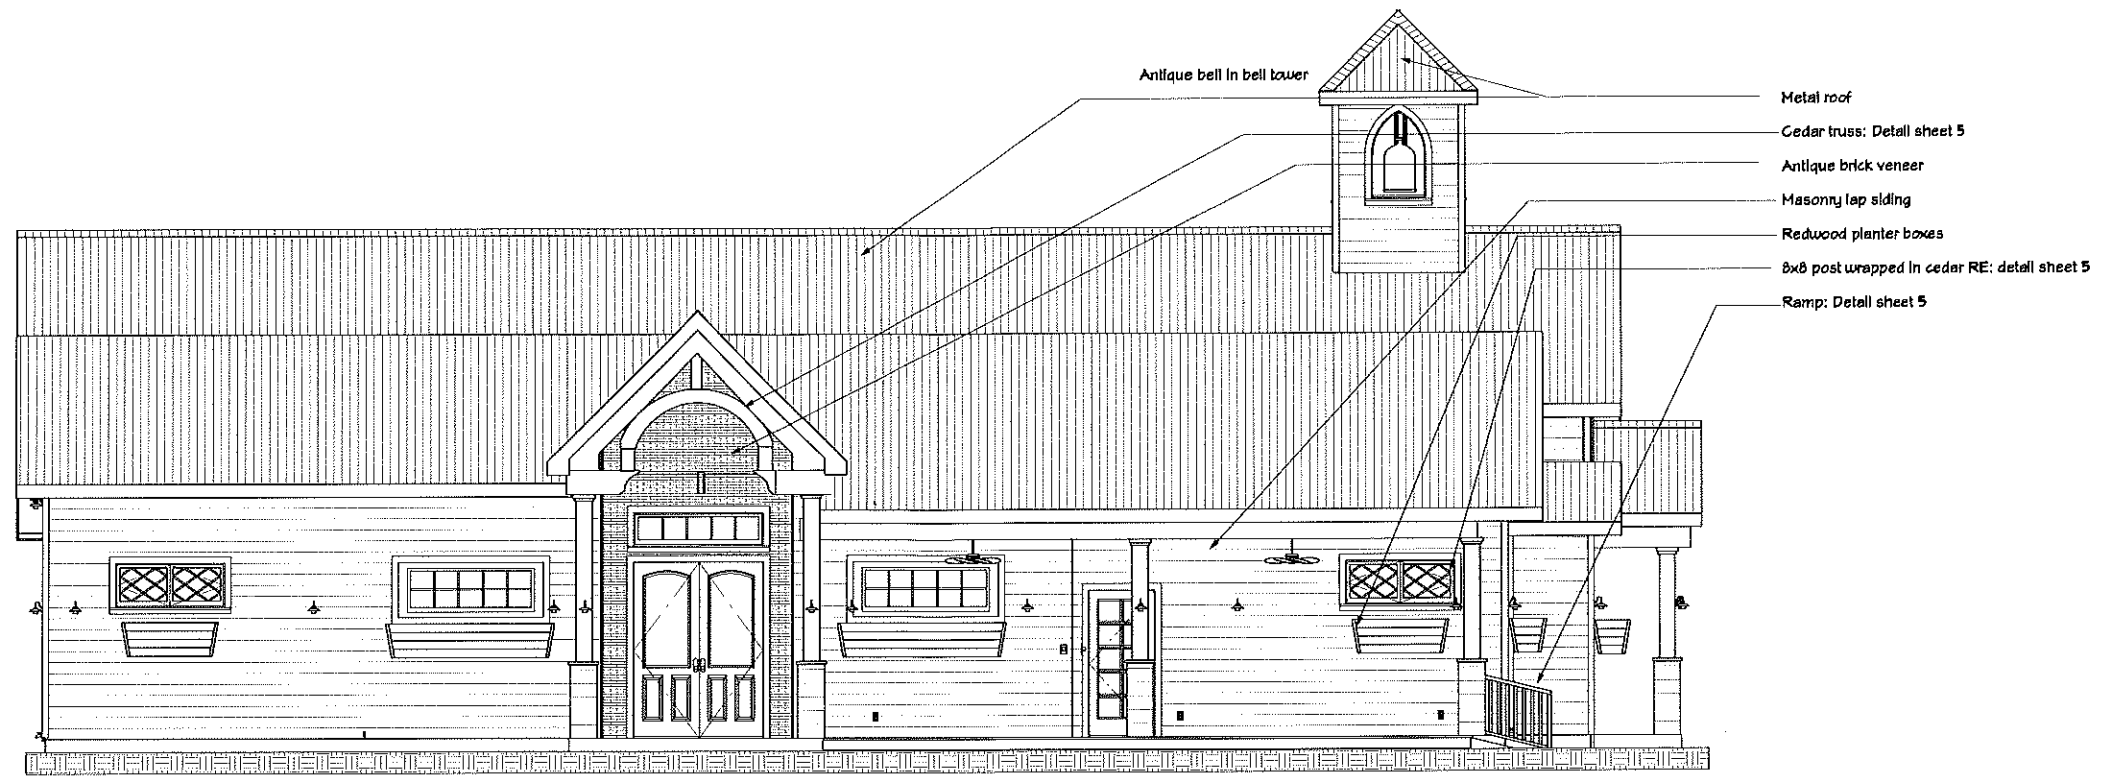 Antique bell in bell tower
Metal roof
Cedar truss: Detail sheet 5
Antique brick veneer
Masonry lap siding
Redwood planter boxes
8x8 post wrapped in cedar RE: detail sheet 5
Ramp: Detail sheet 5